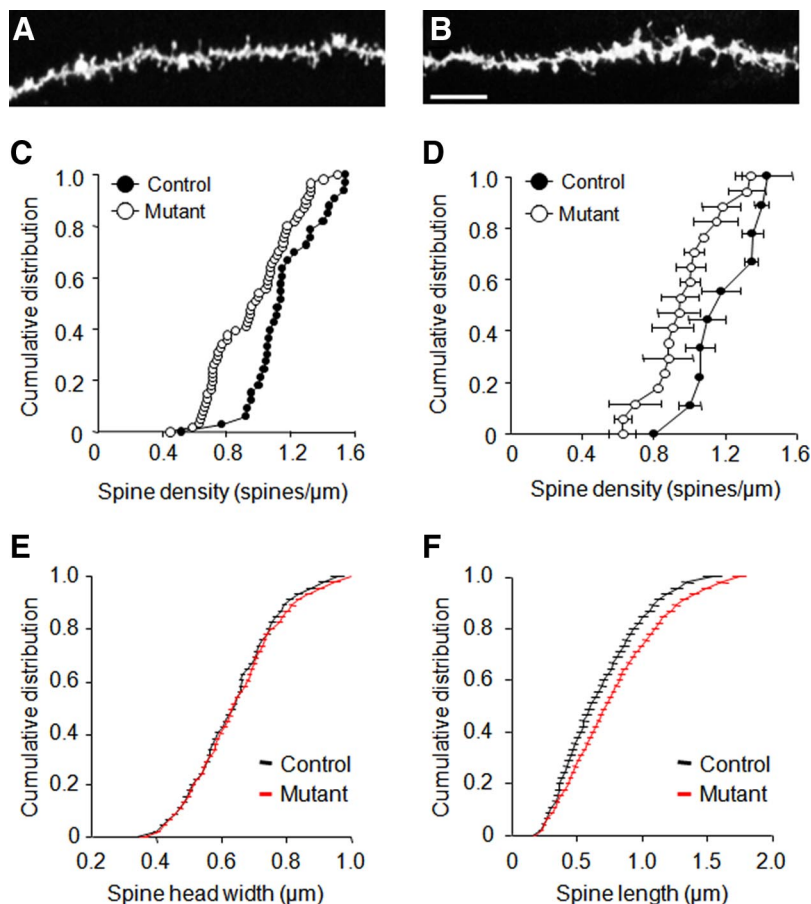 A
B
C
Control
Mutant
1.0
0.8
0.6
0.4
0.2
0
Cumulative distribution
0 0.4 0.8 1.2 1.6
Spine density (spines/µm)
D
Control
Mutant
1.0
0.8
0.6
0.4
0.2
0
Cumulative distribution
0 0.4 0.8 1.2 1.6
Spine density (spines/µm)
E
1.0
0.8
0.6
0.4
0.2
0
Cumulative distribution
Control
Mutant
0.2 0.4 0.6 0.8 1.0
Spine head width (µm)
F
1.0
0.8
0.6
0.4
0.2
0
Cumulative distribution
Control
Mutant
0 0.5 1.0 1.5 2.0
Spine length (µm)